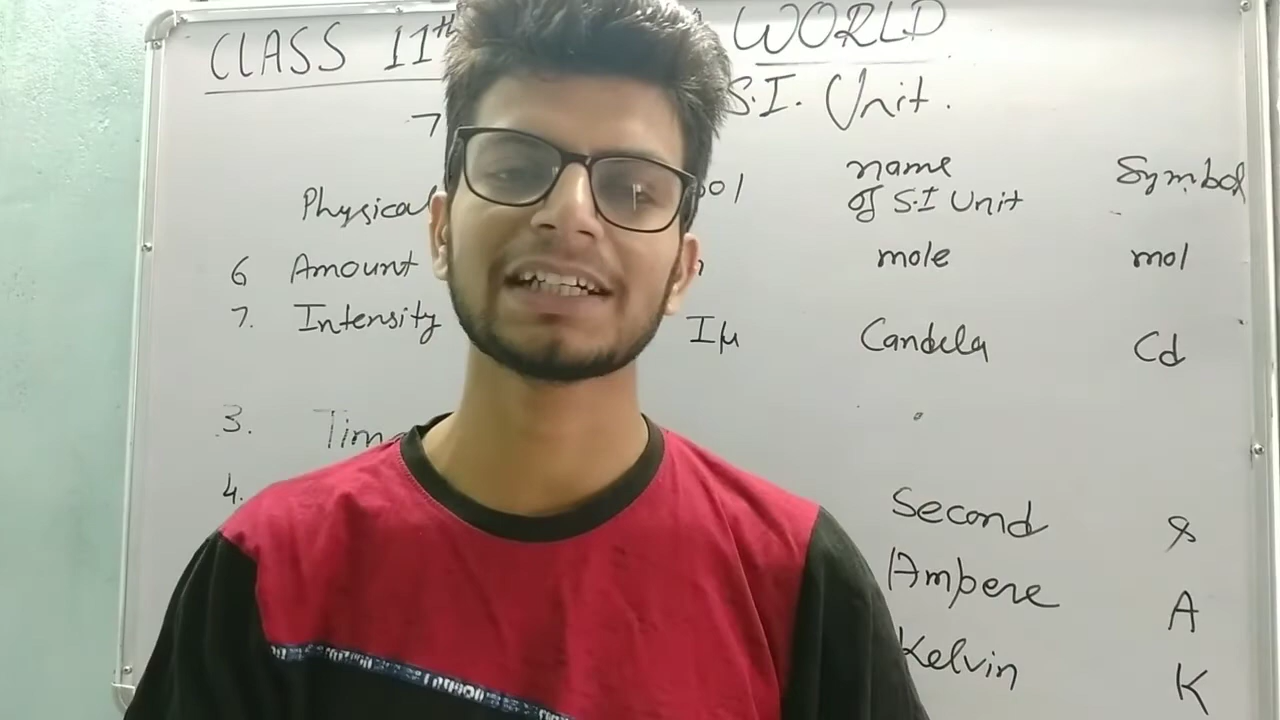 CLASS 11th WORLD
7 S.I. Unit.
Physical name of S.I Unit Symbol
6 Amount mole mol
7. Intensity Iμ Candela Cd
3. Tim
4. Second s
Ampere A
Kelvin K